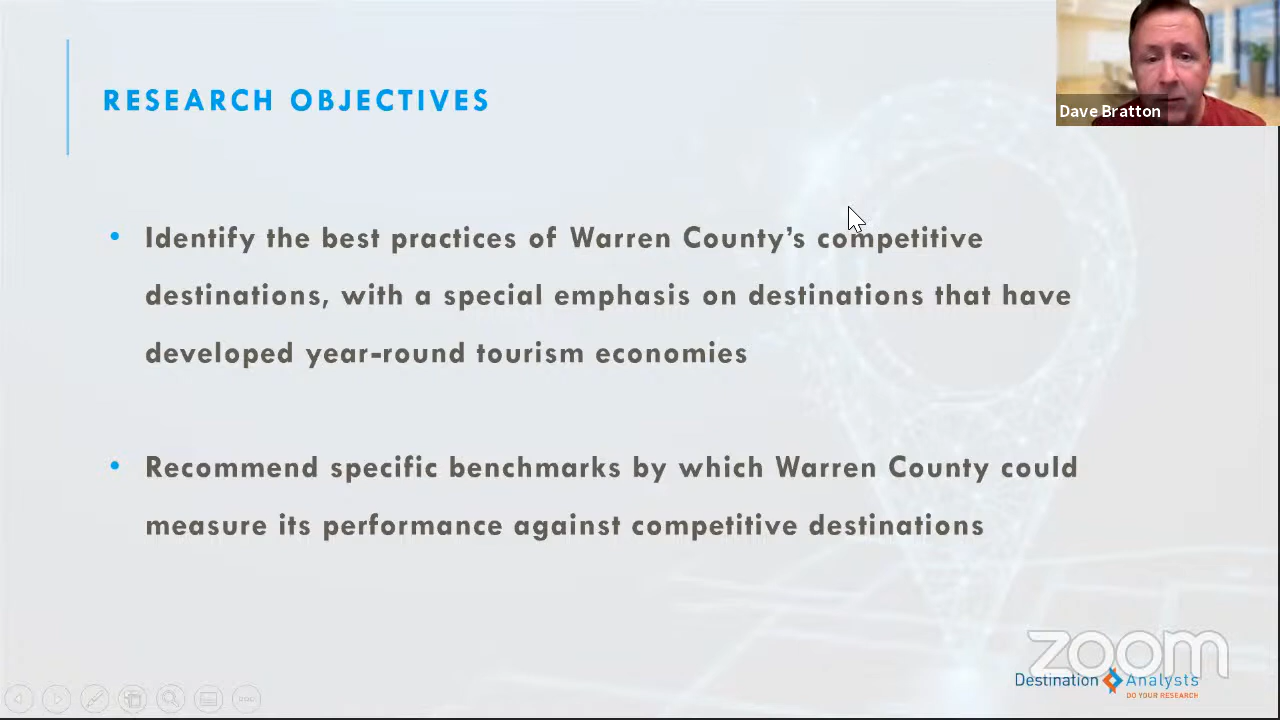 RESEARCH OBJECTIVES
Dave Bratton
• Identify the best practices of Warren County’s competitive
destinations, with a special emphasis on destinations that have
developed year-round tourism economies
• Recommend specific benchmarks by which Warren County could
measure its performance against competitive destinations
zoom
Destination Analysts
DO YOUR RESEARCH